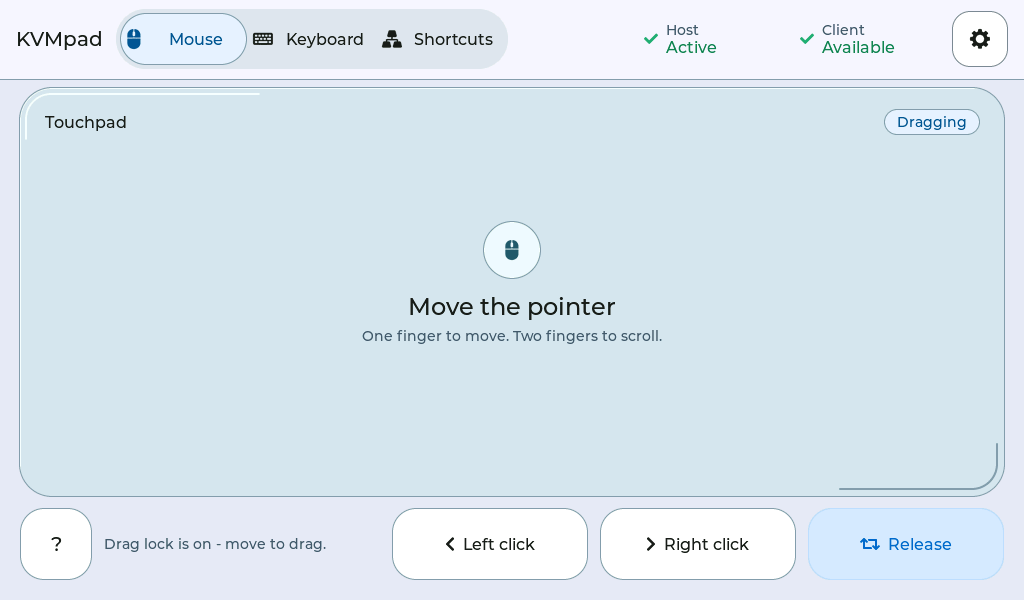 KVMpad
Mouse
Keyboard
Shortcuts
Host
Active
Client
Available
Touchpad
Dragging
Move the pointer
One finger to move. Two fingers to scroll.
?
Drag lock is on - move to drag.
Left click
Right click
Release